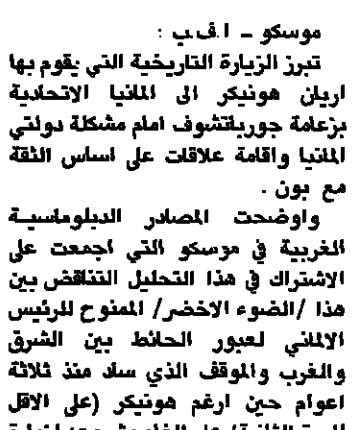 موسكو ـ ا.ف.ب :
تبرز الزيارة التاريخية التي يقوم بها
اريان هونيكر الى المانيا الاتحادية
بزعامة جورباتشوف امام مشكلة دولتي
المانيا واقامة علاقات على اساس الثقة
مع بون .
واوضحت المصادر الدبلوماسية
الغربية في موسكو التي اجمعت على
الاشتراك في هذا التحليل التناقض بين
هذا /الضوء الاخضر/ الممنوح للرئيس
الالماني لعبور الحائط بين الشرق
والغرب والموقف الذي ساد منذ ثلاثة
اعوام حين ارغم هونيكر (على الاقل